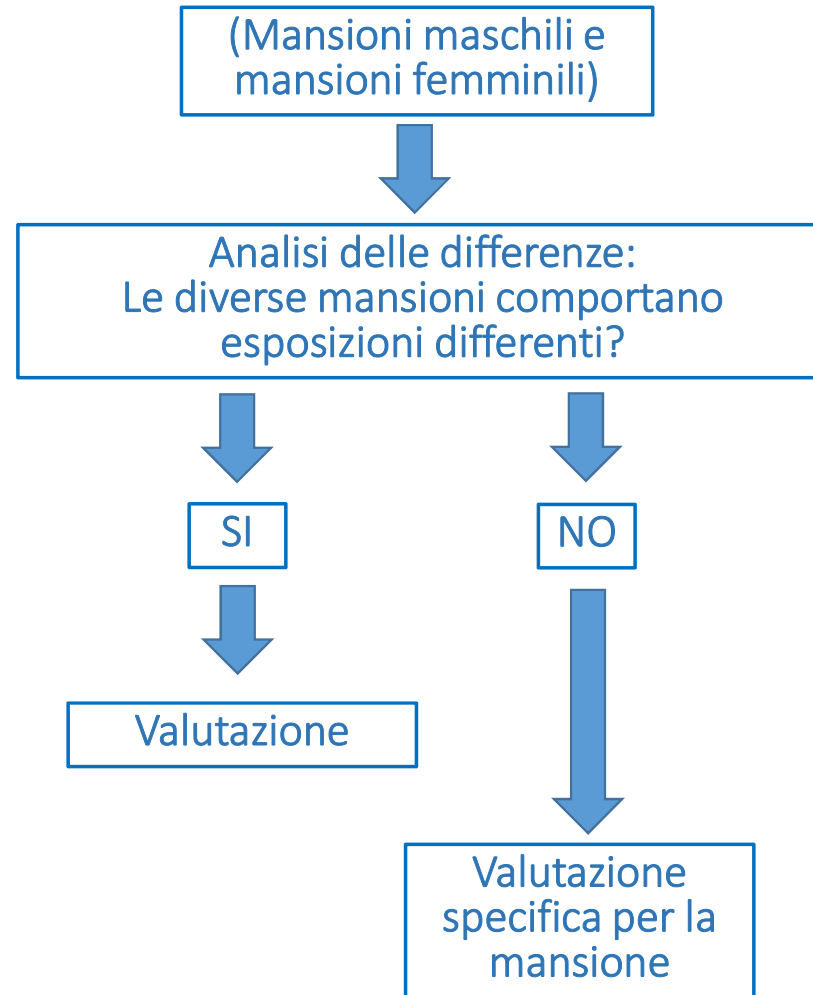 (Mansioni maschili e
mansioni femminili)
Analisi delle differenze:
Le diverse mansioni comportano
esposizioni differenti?
SI
NO
Valutazione
Valutazione
specifica per la
mansione